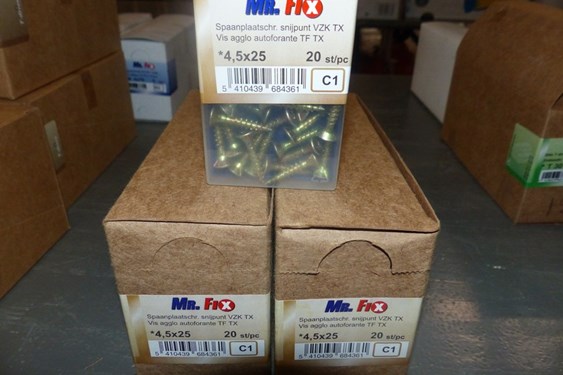 MR. FIX
Spaanplaatschr. snijpunt VZK TX
Vis agglo autoforante TF TX
*4,5x25 20 st/pc
C1
5 410439 684361
MR. FIX
Spaanplaatschr. snijpunt VZK TX
Vis agglo autoforante TF TX
*4,5x25 20 st/pc
C1
5 410439 684361
MR. FIX
Spaanplaatschr. snijpunt VZK TX
Vis agglo autoforante TF TX
*4,5x25 20 st/pc
C1
5 410439 684361